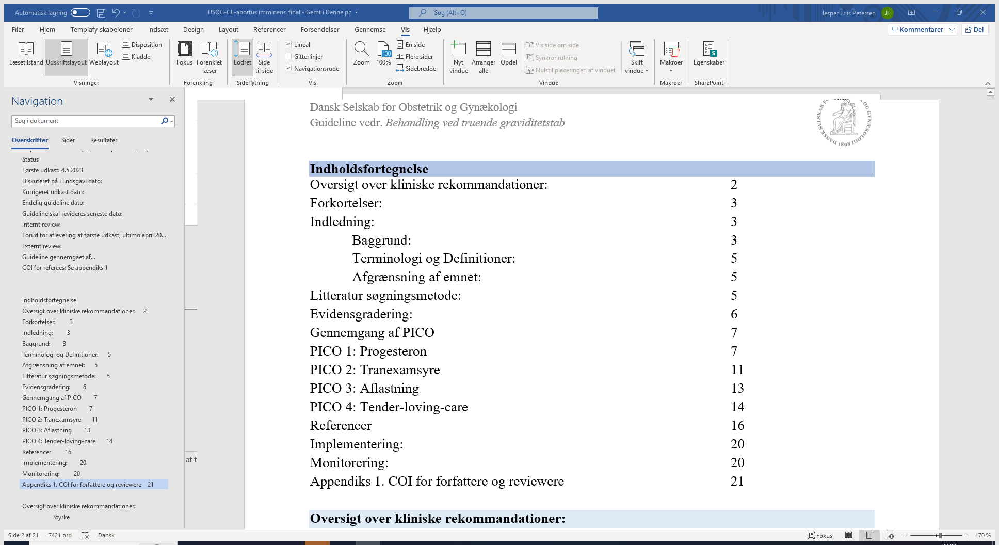 Automatisk lagring
DSOG-GL-abortus imminens_final • Gemt i Denne pc
Søg (Alt+Q)
Jesper Friis Petersen
JF
Filer Hjem Templafy skabeloner Indsæt Design Layout Referencer Forsendelser Gennemse Vis Hjælp
Kommentarer
Del
Læsetilstand
Udskriftslayout
Weblayout
Disposition
Kladde
Visninger
Fokus
Forenklet
læser
Forenkling
Lodret
Side
til side
Sideflytning
Lineal
Gitterlinjer
Navigationsrude
Vis
Zoom
100
100%
En side
Flere sider
Sidebredde
Zoom
Nyt
vindue
Arranger
alle
Opdel
Vis side om side
Synkronrulning
Nulstil placeringen af vinduet
Skift
vindue
Vindue
Makroer
Makroer
S
Egenskaber
SharePoint
Navigation
Søg i dokument
Overskrifter Sider Resultater
Status
Første udkast: 4.5.2023
Diskuteret på Hindsgavl dato:
Korrigeret udkast dato:
Endelig guideline dato:
Guideline skal revideres seneste dato:
Internt review:
Forud for aflevering af første udkast, ultimo april 20...
Externt review:
Guideline gennemgået af...
COI for referees: Se appendiks 1
Indholdsfortegnelse
Oversigt over kliniske rekommandationer: 2
Forkortelser: 3
Indledning: 3
Baggrund: 3
Terminologi og Definitioner: 5
Afgrænsning af emnet: 5
Litteratur søgningsmetode: 5
Evidensgradering: 6
Gennemgang af PICO 7
PICO 1: Progesteron 7
PICO 2: Tranexamsyre 11
PICO 3: Aflastning 13
PICO 4: Tender-loving-care 14
Referencer 16
Implementering: 20
Monitorering: 20
Appendiks 1. COI for forfattere og reviewere 21
Oversigt over kliniske rekommandationer:
Styrke
at t
Dansk Selskab for Obstetrik og Gynækologi
Guideline vedr. Behandling ved truende graviditetstab
Indholdsfortegnelse
Oversigt over kliniske rekommandationer: 2
Forkortelser: 3
Indledning: 3
Baggrund: 3
Terminologi og Definitioner: 5
Afgrænsning af emnet: 5
Litteratur søgningsmetode: 5
Evidensgradering: 6
Gennemgang af PICO 7
PICO 1: Progesteron 7
PICO 2: Tranexamsyre 11
PICO 3: Aflastning 13
PICO 4: Tender-loving-care 14
Referencer 16
Implementering: 20
Monitorering: 20
Appendiks 1. COI for forfattere og reviewere 21
Oversigt over kliniske rekommandationer:
Side 2 af 21 7421 ord Dansk
Fokus
170 %